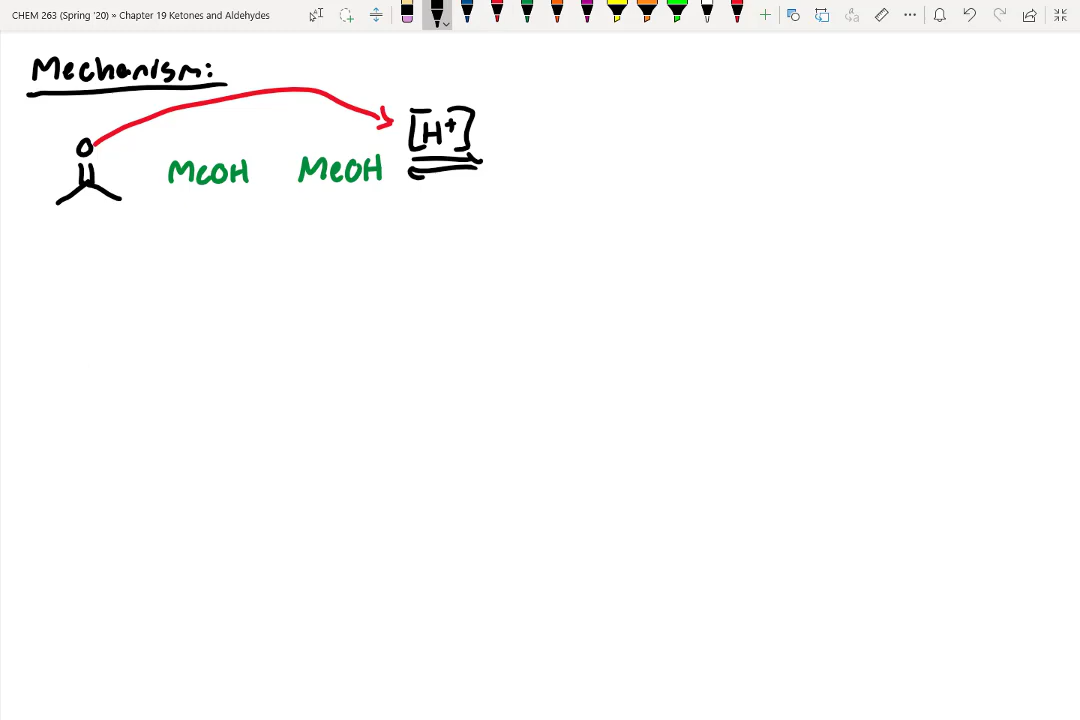 CHEM 263 (Spring '20) » Chapter 19 Ketones and Aldehydes
Mechanism:
O MeOH MeOH [H+]